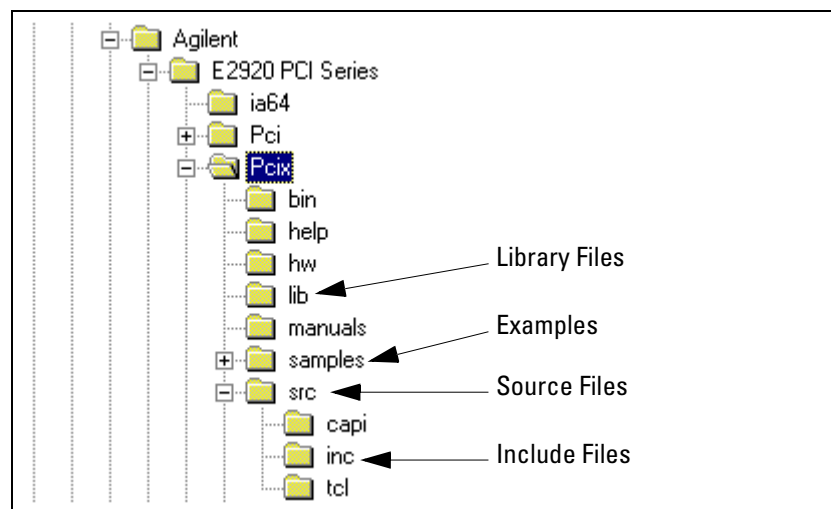 Agilent
E2920 PCI Series
ia64
Pci
Pcix
bin
help
hw
Library Files
lib
manuals
Examples
samples
src
Source Files
capi
inc
Include Files
tcl